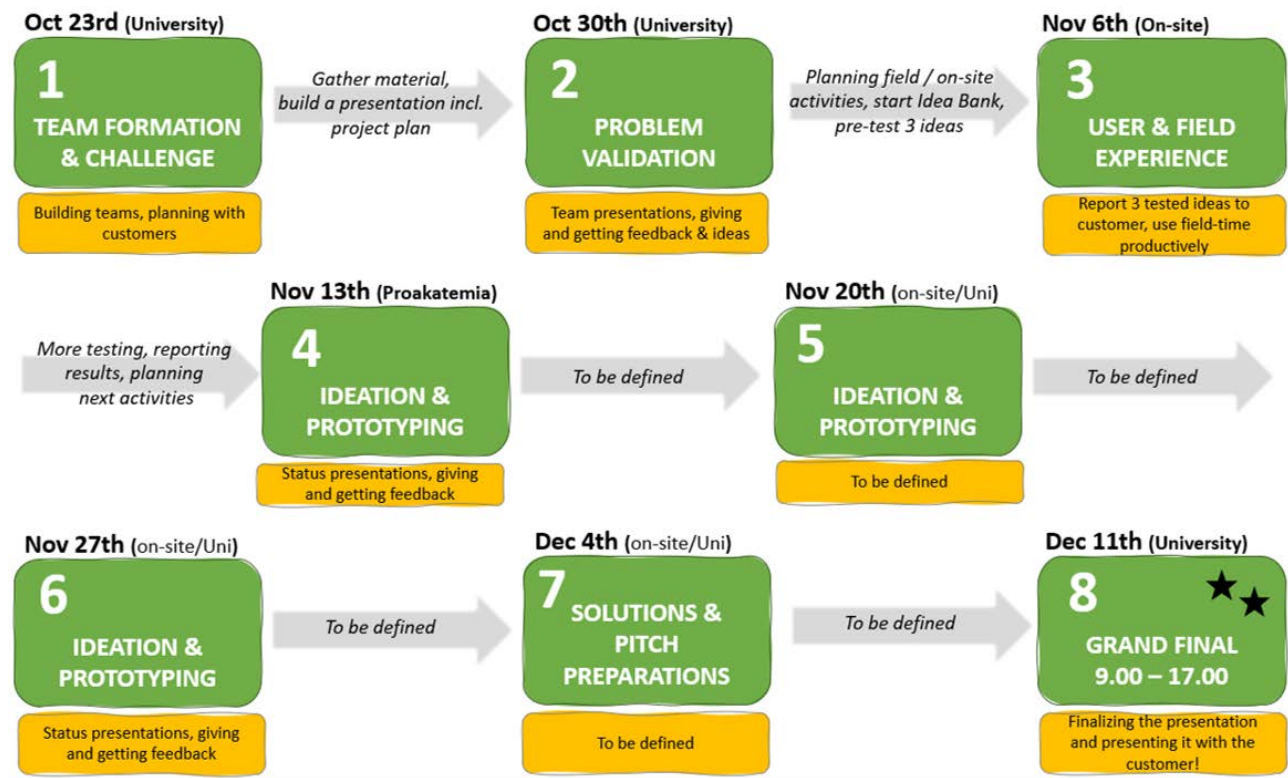 Oct 23rd (University)
1
TEAM FORMATION
& CHALLENGE
Building teams, planning with
customers
Gather material,
build a presentation incl.
project plan
Oct 30th (University)
2
PROBLEM
VALIDATION
Team presentations, giving
and getting feedback & ideas
Planning field / on-site
activities, start Idea Bank,
pre-test 3 ideas
Nov 6th (On-site)
3
USER & FIELD
EXPERIENCE
Report 3 tested ideas to
customer, use field-time
productively
More testing, reporting
results, planning
next activities
Nov 13th (Proakatemia)
4
IDEATION &
PROTOTYPING
Status presentations, giving
and getting feedback
To be defined
Nov 20th (on-site/Uni)
5
IDEATION &
PROTOTYPING
To be defined
To be defined
Nov 27th (on-site/Uni)
6
IDEATION &
PROTOTYPING
Status presentations, giving
and getting feedback
To be defined
Dec 4th (on-site/Uni)
7
SOLUTIONS &
PITCH
PREPARATIONS
To be defined
To be defined
Dec 11th (University)
8
GRAND FINAL
9.00 – 17.00
Finalizing the presentation
and presenting it with the
customer!